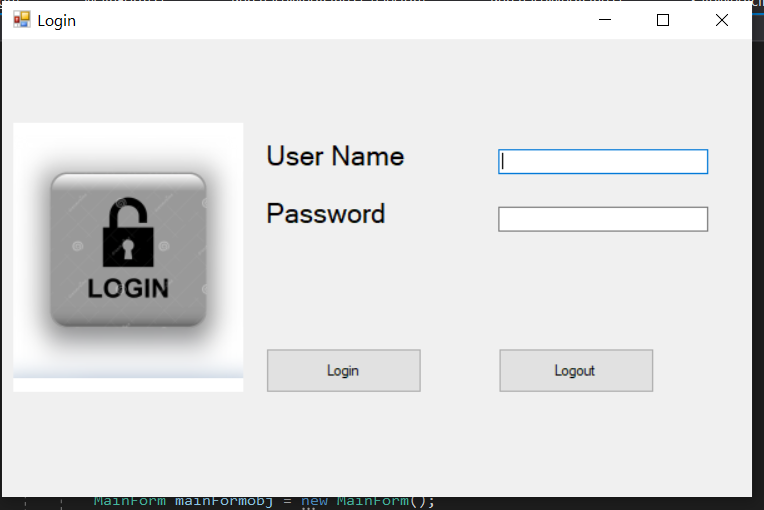 Login
User Name
Password
LOGIN
Login
Logout
MainForm mainFormobj = new MainForm();